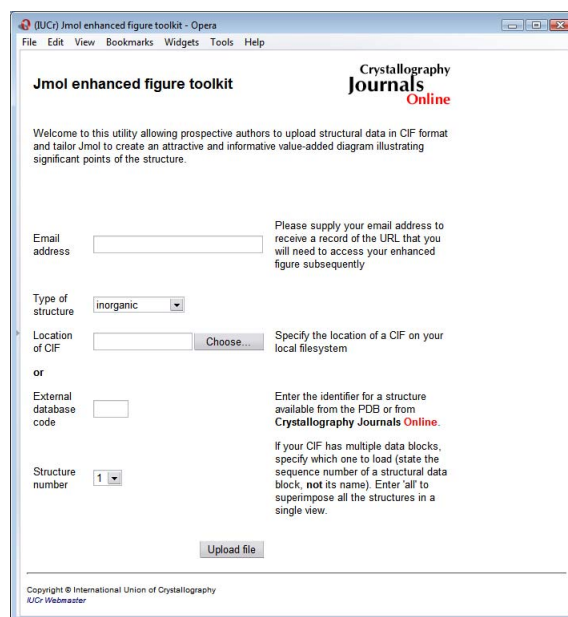 (IUCr) Jmol enhanced figure toolkit - Opera
File Edit View Bookmarks Widgets Tools Help
Jmol enhanced figure toolkit
Crystallography
Journals
Online
Welcome to this utility allowing prospective authors to upload structural data in CIF format
and tailor Jmol to create an attractive and informative value-added diagram illustrating
significant points of the structure.
Email
address
Please supply your email address to
receive a record of the URL that you
will need to access your enhanced
figure subsequently
Type of
structure
inorganic
Location
of CIF
Choose...
Specify the location of a CIF on your
local filesystem
or
External
database
code
Enter the identifier for a structure
available from the PDB or from
Crystallography Journals Online.
Structure
number
1
If your CIF has multiple data blocks,
specify which one to load (state the
sequence number of a structural data
block, not its name). Enter 'all' to
superimpose all the structures in a
single view.
Upload file
Copyright © International Union of Crystallography
IUCr Webmaster